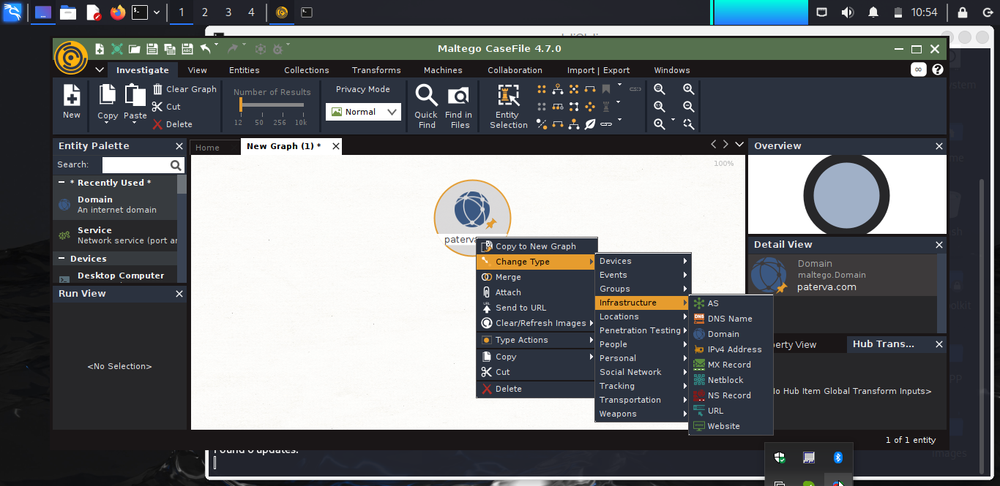 1 2 3 4
10:54
Maltego CaseFile 4.7.0
Investigate View Entities Collections Transforms Machines Collaboration Import | Export Windows
New
Copy
Paste
Clear Graph
Cut
Delete
Number of Results
12 50 256 10k
Privacy Mode
Normal
Quick
Find
Find in
Files
Entity
Selection
Entity Palette
Search:
* Recently Used *
Domain
An internet domain
Service
Network service (port ar
Devices
Desktop Computer
Run View
<No Selection>
Home
New Graph (1) *
100%
paterva
Copy to New Graph
Change Type
Merge
Attach
Send to URL
Clear/Refresh Images
Type Actions
Copy
Cut
Delete
Devices
Events
Groups
Infrastructure
Locations
Penetration Testing
People
Personal
Social Network
Tracking
Transportation
Weapons
AS
DNS Name
Domain
IPv4 Address
MX Record
Netblock
NS Record
URL
Website
Overview
Detail View
Domain
maltego.Domain
paterva.com
perty View
Hub Trans...
o Hub Item Global Transform Inputs>
1 of 1 entity